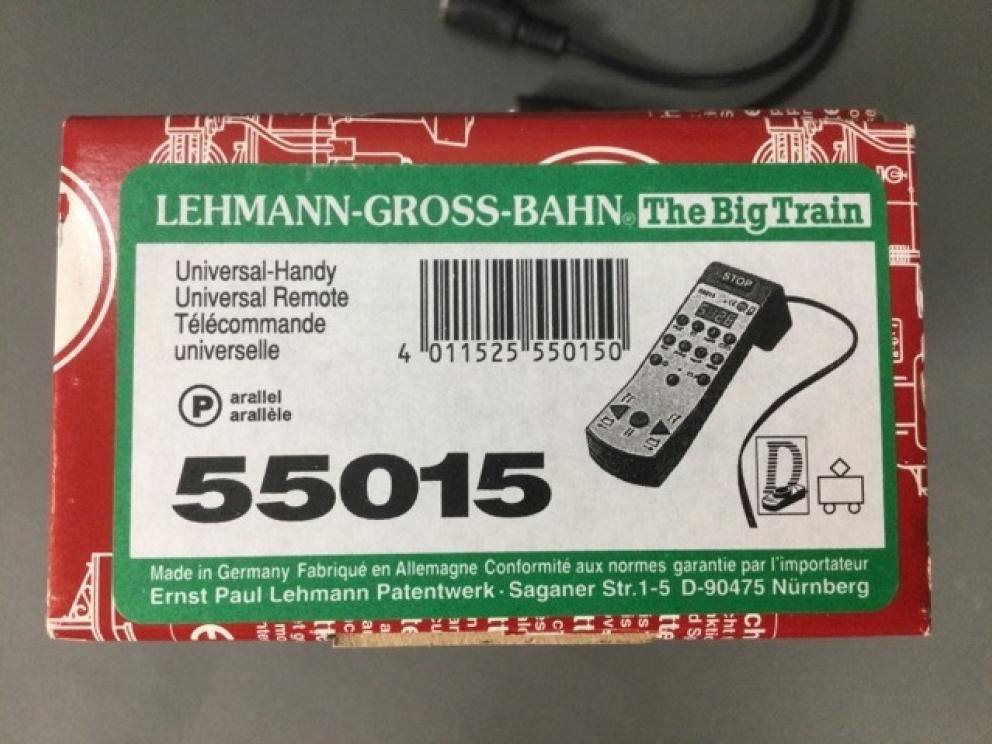 LEHMANN-GROSS-BAHN® The Big Train
Universal-Handy
Universal Remote
Télécommande
universelle
4 011525 550150
P arallel
arallèle
55015
STOP
D
Made in Germany Fabriqué en Allemagne Conformité aux normes garantie par l'importateur
Ernst Paul Lehmann Patentwerk · Saganer Str.1-5 D-90475 Nürnberg